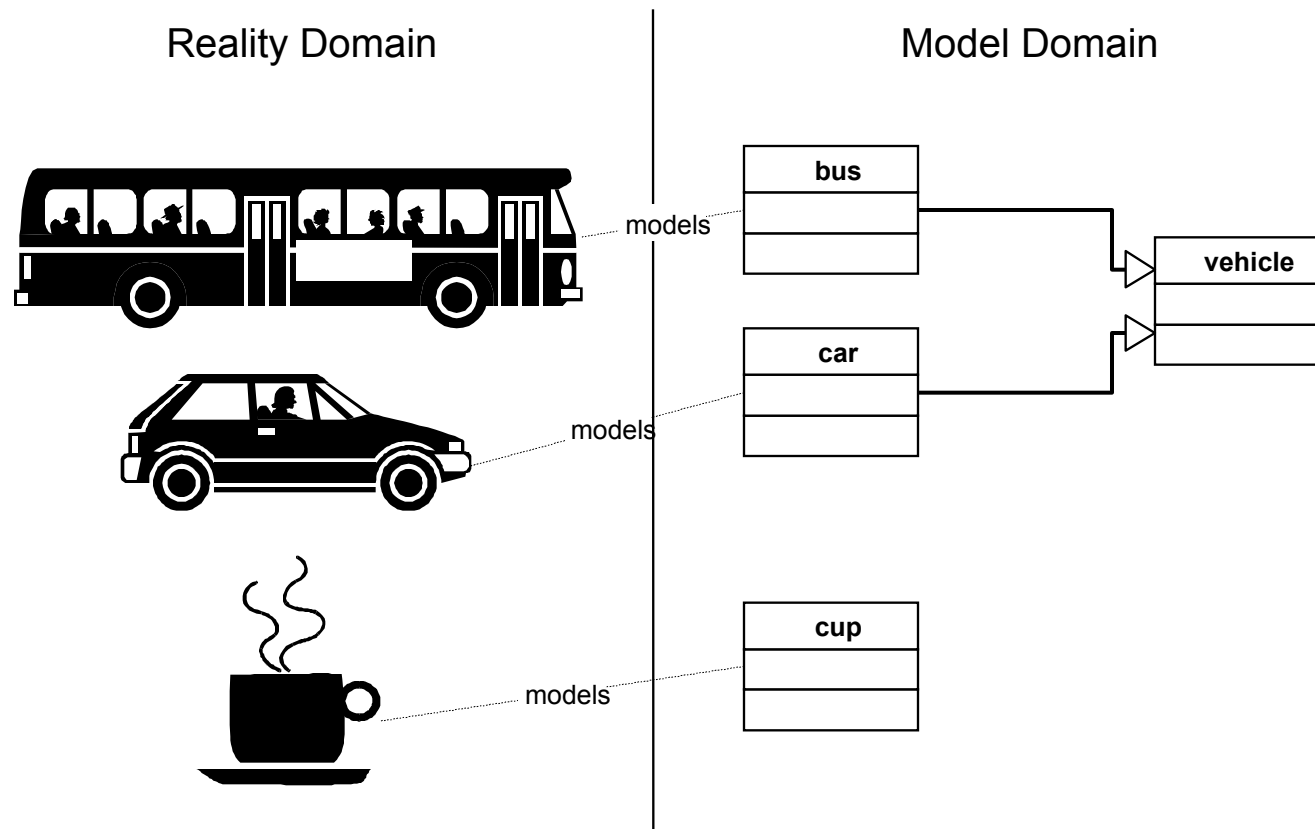 Reality Domain
Model Domain
bus
models
vehicle
car
models
cup
models